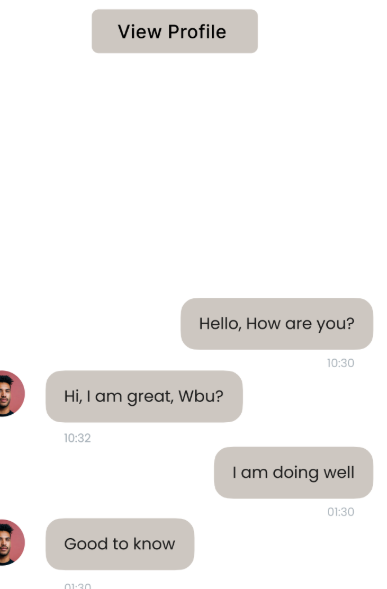 View Profile
Hello, How are you?
10:30
Hi, I am great, Wbu?
10:32
I am doing well
01:30
Good to know
01:30